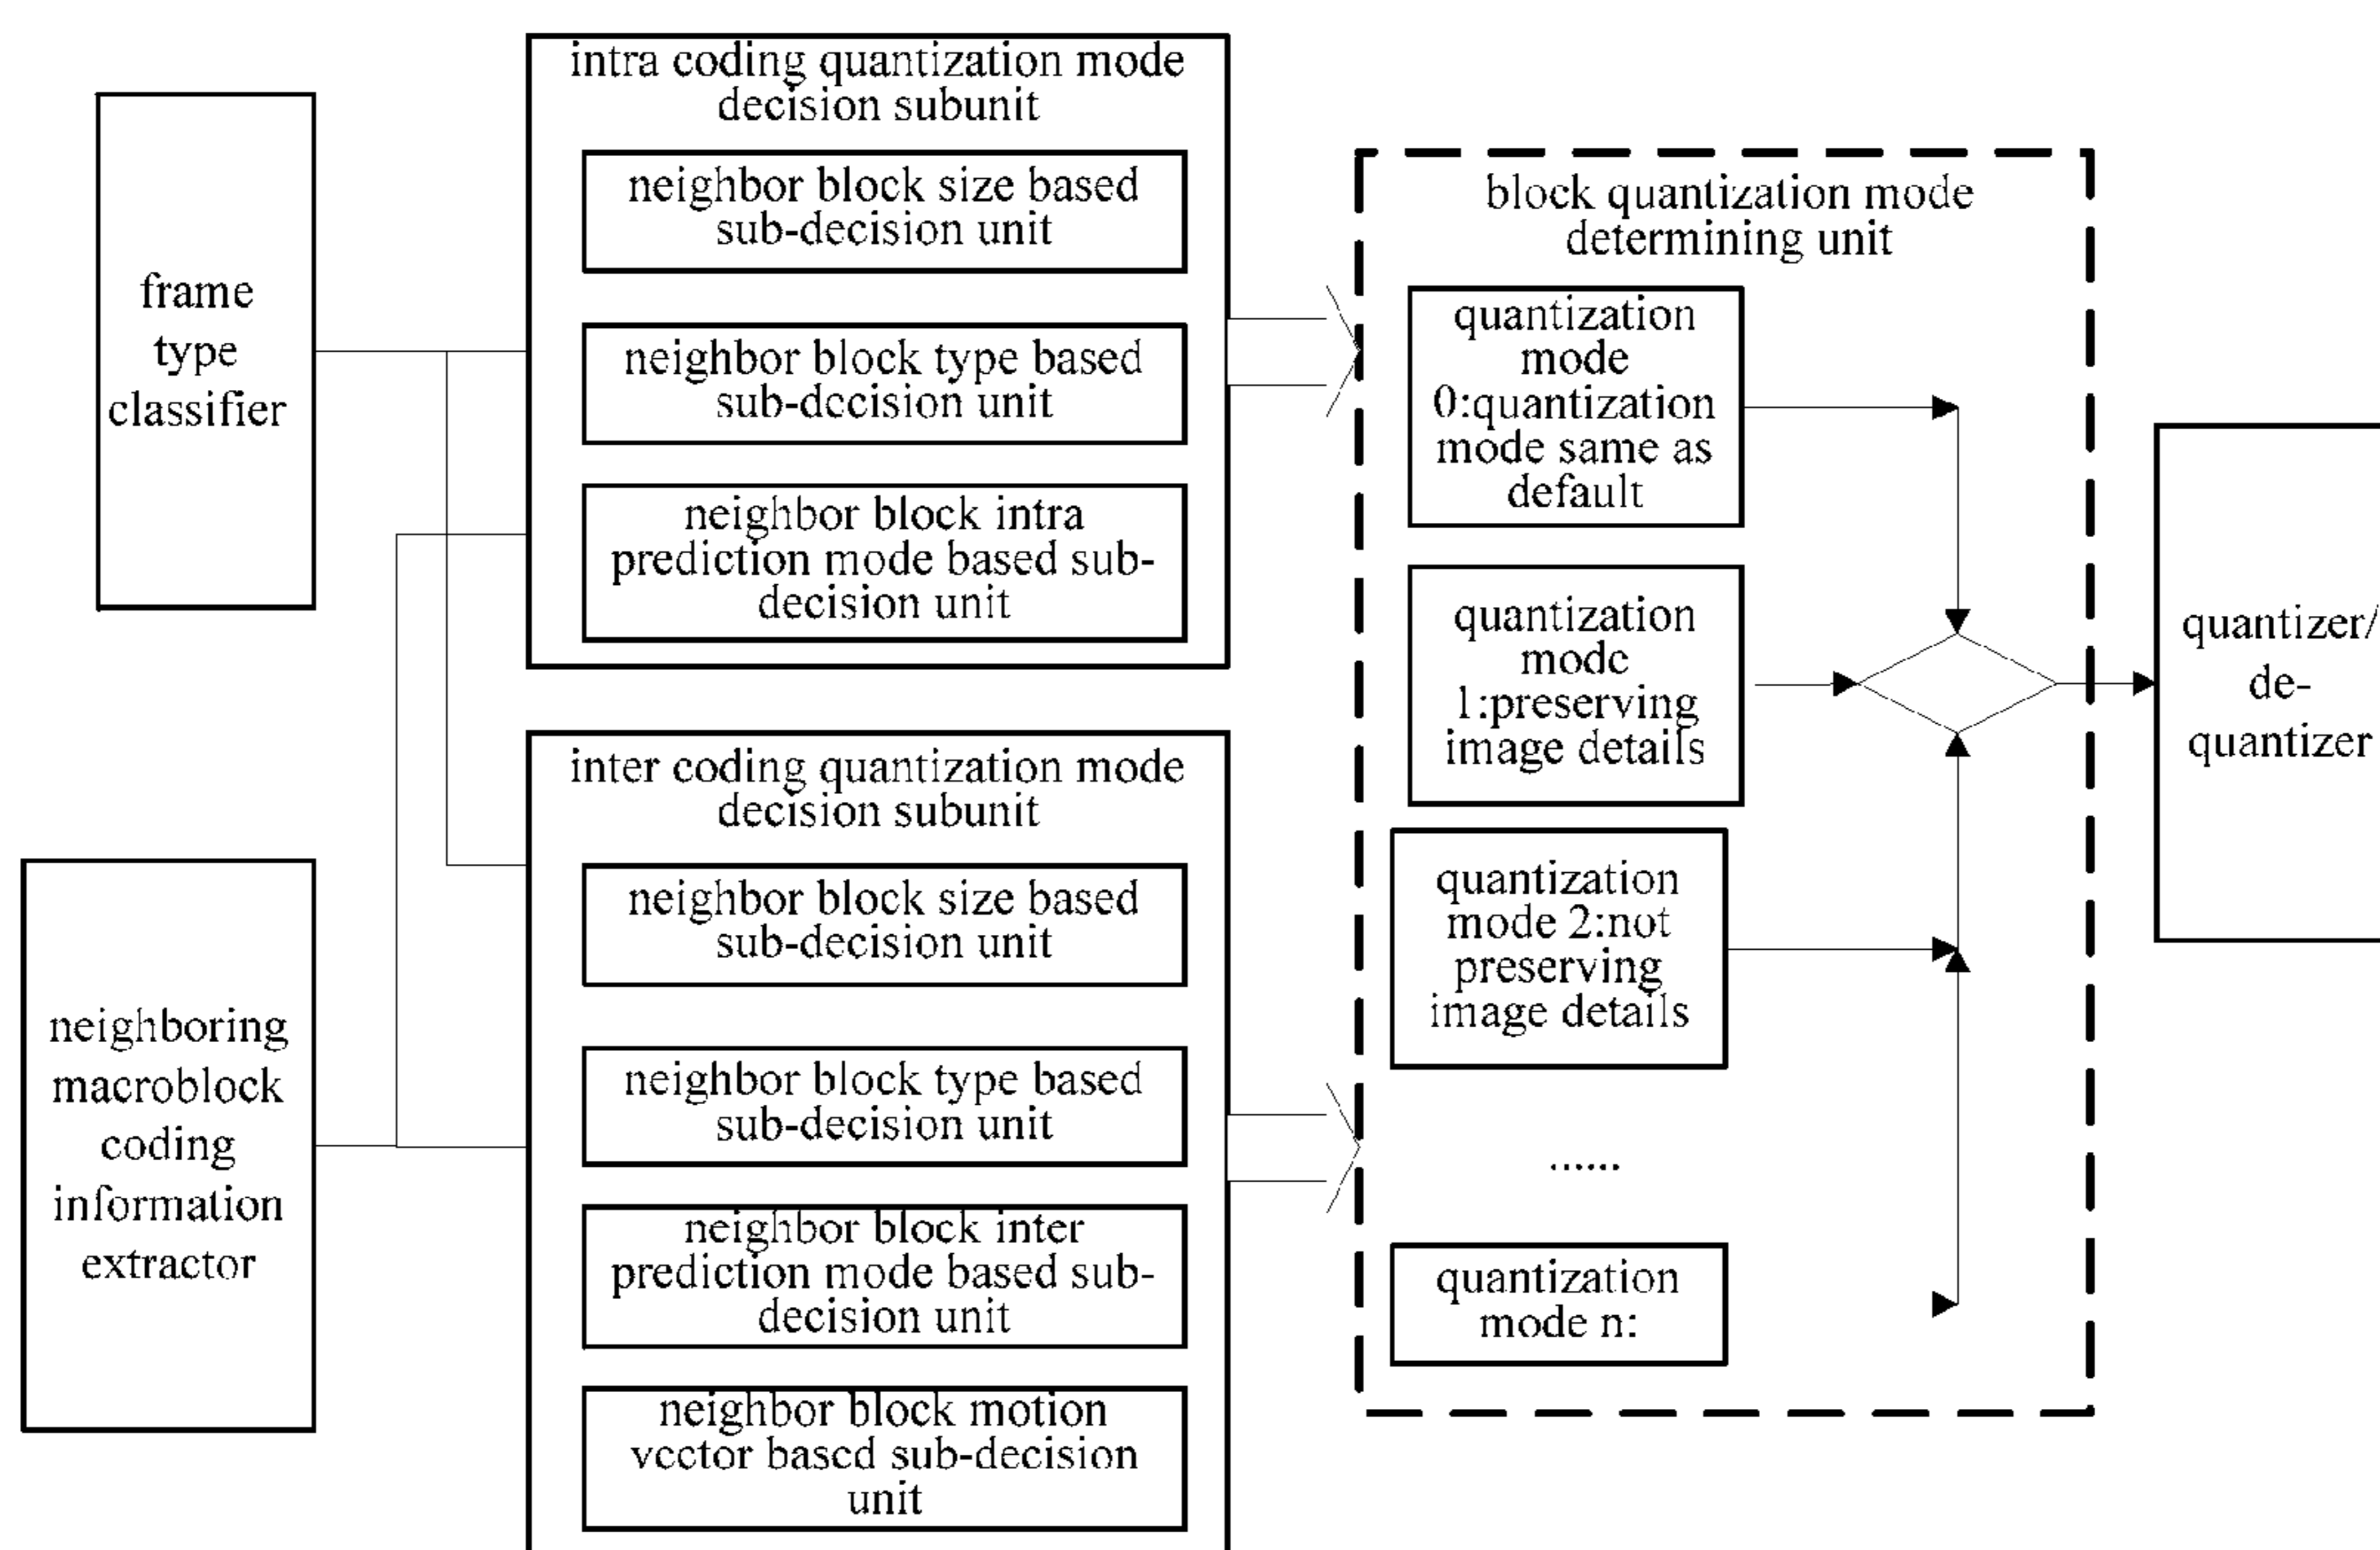 frame
type
classifier
neighboring
macroblock
coding
information
extractor
intra coding quantization mode
decision subunit
neighbor block size based
sub-decision unit
neighbor block type based
sub-decision unit
neighbor block intra
prediction mode based sub-
decision unit
inter coding quantization mode
decision subunit
neighbor block size based
sub-decision unit
neighbor block type based
sub-decision unit
neighbor block inter
prediction mode based sub-
decision unit
neighbor block motion
vector based sub-decision
unit
block quantization mode
determining unit
quantization
mode
0:quantization
mode same as
default
quantization
mode
1:preserving
image details
quantization
mode 2:not
preserving
image details
......
quantization
mode n:
quantizer/
de-
quantizer